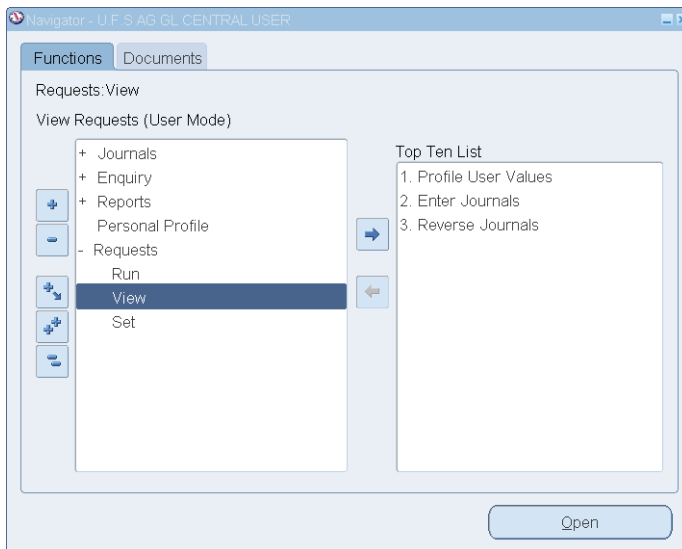 Navigator - U.F.S AG GL CENTRAL USER
Functions Documents
Requests:View
View Requests (User Mode)
+ Journals
+ Enquiry
+ Reports
Personal Profile
- Requests
Run
View
Set
Top Ten List
1. Profile User Values
2. Enter Journals
3. Reverse Journals
Open